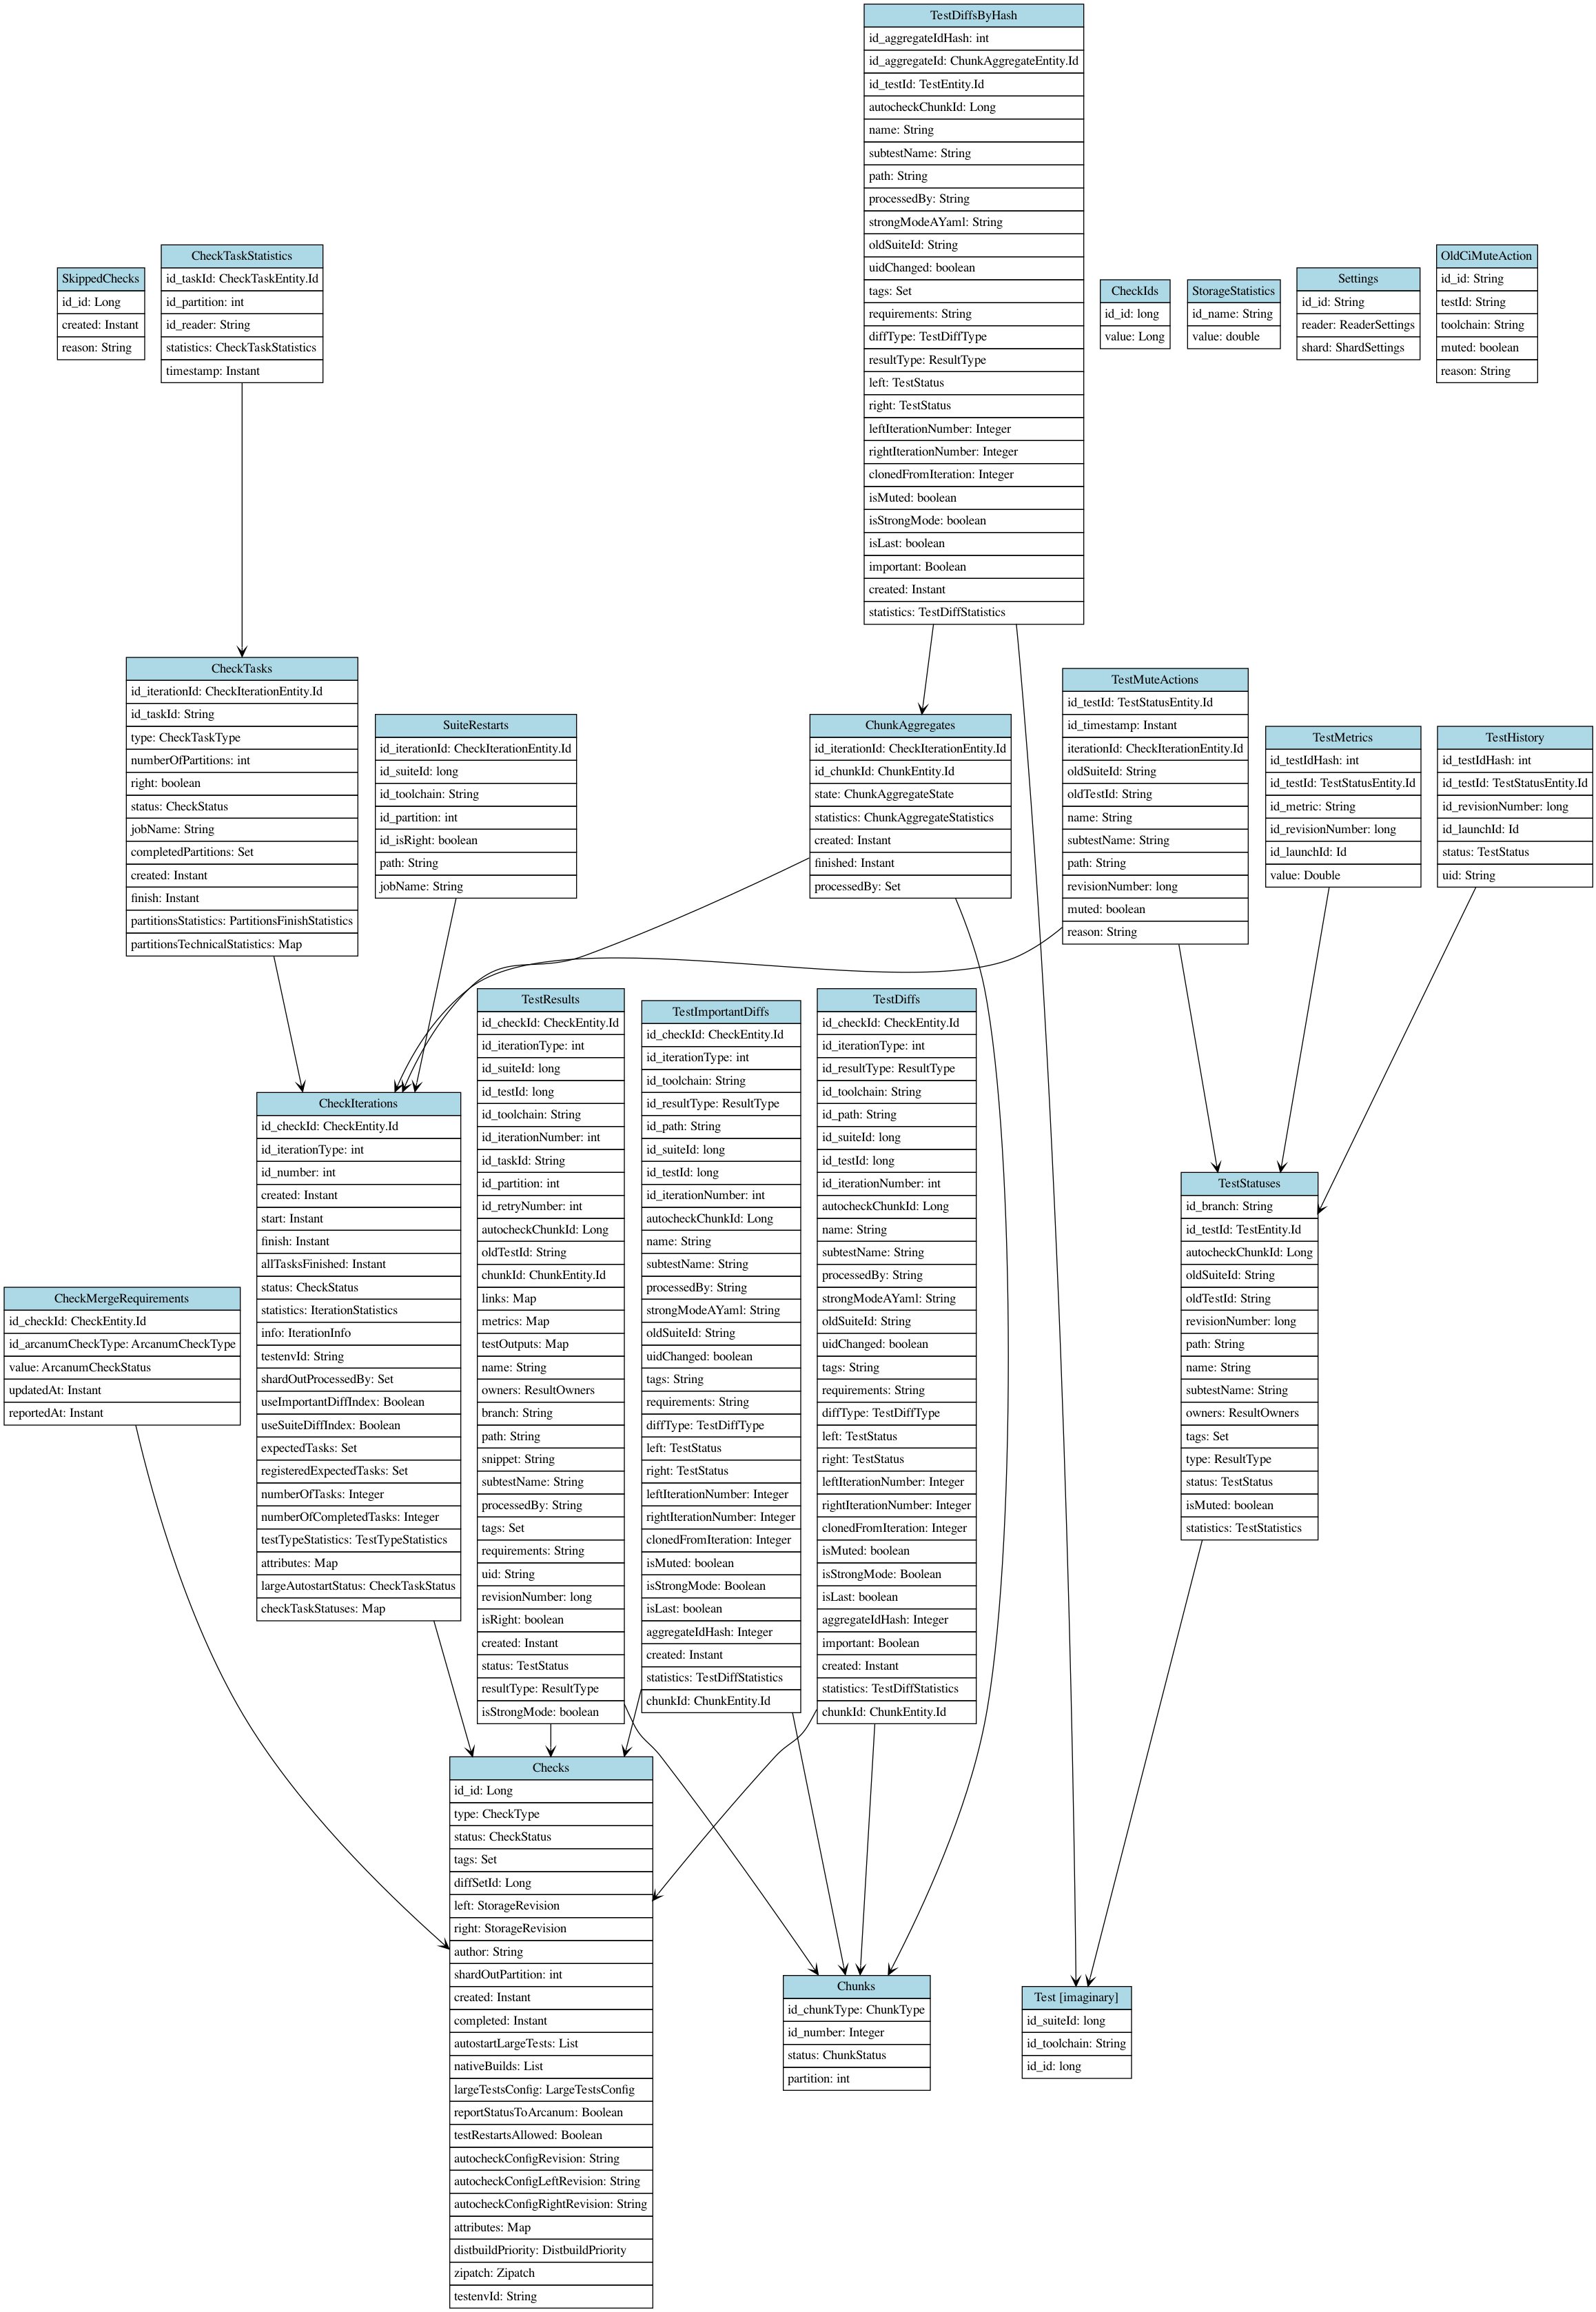 TestDiffsByHash
id_aggregateIdHash: int
id_aggregateId: ChunkAggregateEntity.Id
id_testId: TestEntity.Id
autocheckChunkId: Long
name: String
subtestName: String
path: String
processedBy: String
strongModeAYaml: String
oldSuiteId: String
uidChanged: boolean
tags: Set
requirements: String
diffType: TestDiffType
resultType: ResultType
left: TestStatus
right: TestStatus
leftIterationNumber: Integer
rightIterationNumber: Integer
clonedFromIteration: Integer
isMuted: boolean
isStrongMode: boolean
isLast: boolean
important: Boolean
created: Instant
statistics: TestDiffStatistics
SkippedChecks
id_id: Long
created: Instant
reason: String
CheckTaskStatistics
id_taskId: CheckTaskEntity.Id
id_partition: int
id_reader: String
statistics: CheckTaskStatistics
timestamp: Instant
CheckIds
id_id: long
value: Long
StorageStatistics
id_name: String
value: double
Settings
id_id: String
reader: ReaderSettings
shard: ShardSettings
OldCiMuteAction
id_id: String
testId: String
toolchain: String
muted: boolean
reason: String
CheckTasks
id_iterationId: CheckIterationEntity.Id
id_taskId: String
type: CheckTaskType
numberOfPartitions: int
right: boolean
status: CheckStatus
jobName: String
completedPartitions: Set
created: Instant
finish: Instant
partitionsStatistics: PartitionsFinishStatistics
partitionsTechnicalStatistics: Map
SuiteRestarts
id_iterationId: CheckIterationEntity.Id
id_suiteId: long
id_toolchain: String
id_partition: int
id_isRight: boolean
path: String
jobName: String
ChunkAggregates
id_iterationId: CheckIterationEntity.Id
id_chunkId: ChunkEntity.Id
state: ChunkAggregateState
statistics: ChunkAggregateStatistics
created: Instant
finished: Instant
processedBy: Set
TestMuteActions
id_testId: TestStatusEntity.Id
id_timestamp: Instant
iterationId: CheckIterationEntity.Id
oldSuiteId: String
oldTestId: String
name: String
subtestName: String
path: String
revisionNumber: long
muted: boolean
reason: String
TestMetrics
id_testIdHash: int
id_testId: TestStatusEntity.Id
id_metric: String
id_revisionNumber: long
id_launchId: Id
value: Double
TestHistory
id_testIdHash: int
id_testId: TestStatusEntity.Id
id_revisionNumber: long
id_launchId: Id
status: TestStatus
uid: String
CheckIterations
id_checkId: CheckEntity.Id
id_iterationType: int
id_number: int
created: Instant
start: Instant
finish: Instant
allTasksFinished: Instant
status: CheckStatus
statistics: IterationStatistics
info: IterationInfo
testenvId: String
shardOutProcessedBy: Set
useImportantDiffIndex: Boolean
useSuiteDiffIndex: Boolean
expectedTasks: Set
registeredExpectedTasks: Set
numberOfTasks: Integer
numberOfCompletedTasks: Integer
testTypeStatistics: TestTypeStatistics
attributes: Map
largeAutostartStatus: CheckTaskStatus
checkTaskStatuses: Map
TestResults
id_checkId: CheckEntity.Id
id_iterationType: int
id_suiteId: long
id_testId: long
id_toolchain: String
id_iterationNumber: int
id_taskId: String
id_partition: int
id_retryNumber: int
autocheckChunkId: Long
oldTestId: String
chunkId: ChunkEntity.Id
links: Map
metrics: Map
testOutputs: Map
name: String
owners: ResultOwners
branch: String
path: String
snippet: String
subtestName: String
processedBy: String
tags: Set
requirements: String
uid: String
revisionNumber: long
isRight: boolean
created: Instant
status: TestStatus
resultType: ResultType
isStrongMode: boolean
TestImportantDiffs
id_checkId: CheckEntity.Id
id_iterationType: int
id_toolchain: String
id_resultType: ResultType
id_path: String
id_suiteId: long
id_testId: long
id_iterationNumber: int
autocheckChunkId: Long
name: String
subtestName: String
processedBy: String
strongModeAYaml: String
oldSuiteId: String
uidChanged: boolean
tags: String
requirements: String
diffType: TestDiffType
left: TestStatus
right: TestStatus
leftIterationNumber: Integer
rightIterationNumber: Integer
clonedFromIteration: Integer
isMuted: boolean
isStrongMode: Boolean
isLast: boolean
aggregateIdHash: Integer
created: Instant
statistics: TestDiffStatistics
chunkId: ChunkEntity.Id
TestDiffs
id_checkId: CheckEntity.Id
id_iterationType: int
id_resultType: ResultType
id_toolchain: String
id_path: String
id_suiteId: long
id_testId: long
id_iterationNumber: int
autocheckChunkId: Long
name: String
subtestName: String
processedBy: String
strongModeAYaml: String
oldSuiteId: String
uidChanged: boolean
tags: String
requirements: String
diffType: TestDiffType
left: TestStatus
right: TestStatus
leftIterationNumber: Integer
rightIterationNumber: Integer
clonedFromIteration: Integer
isMuted: boolean
isStrongMode: Boolean
isLast: boolean
aggregateIdHash: Integer
important: Boolean
created: Instant
statistics: TestDiffStatistics
chunkId: ChunkEntity.Id
TestStatuses
id_branch: String
id_testId: TestEntity.Id
autocheckChunkId: Long
oldSuiteId: String
oldTestId: String
revisionNumber: long
path: String
name: String
subtestName: String
owners: ResultOwners
tags: Set
type: ResultType
status: TestStatus
isMuted: boolean
statistics: TestStatistics
CheckMergeRequirements
id_checkId: CheckEntity.Id
id_arcanumCheckType: ArcanumCheckType
value: ArcanumCheckStatus
updatedAt: Instant
reportedAt: Instant
Checks
id_id: Long
type: CheckType
status: CheckStatus
tags: Set
diffSetId: Long
left: StorageRevision
right: StorageRevision
author: String
shardOutPartition: int
created: Instant
completed: Instant
autostartLargeTests: List
nativeBuilds: List
largeTestsConfig: LargeTestsConfig
reportStatusToArcanum: Boolean
testRestartsAllowed: Boolean
autocheckConfigRevision: String
autocheckConfigLeftRevision: String
autocheckConfigRightRevision: String
attributes: Map
distbuildPriority: DistbuildPriority
zipatch: Zipatch
testenvId: String
Chunks
id_chunkType: ChunkType
id_number: Integer
status: ChunkStatus
partition: int
Test [imaginary]
id_suiteId: long
id_toolchain: String
id_id: long